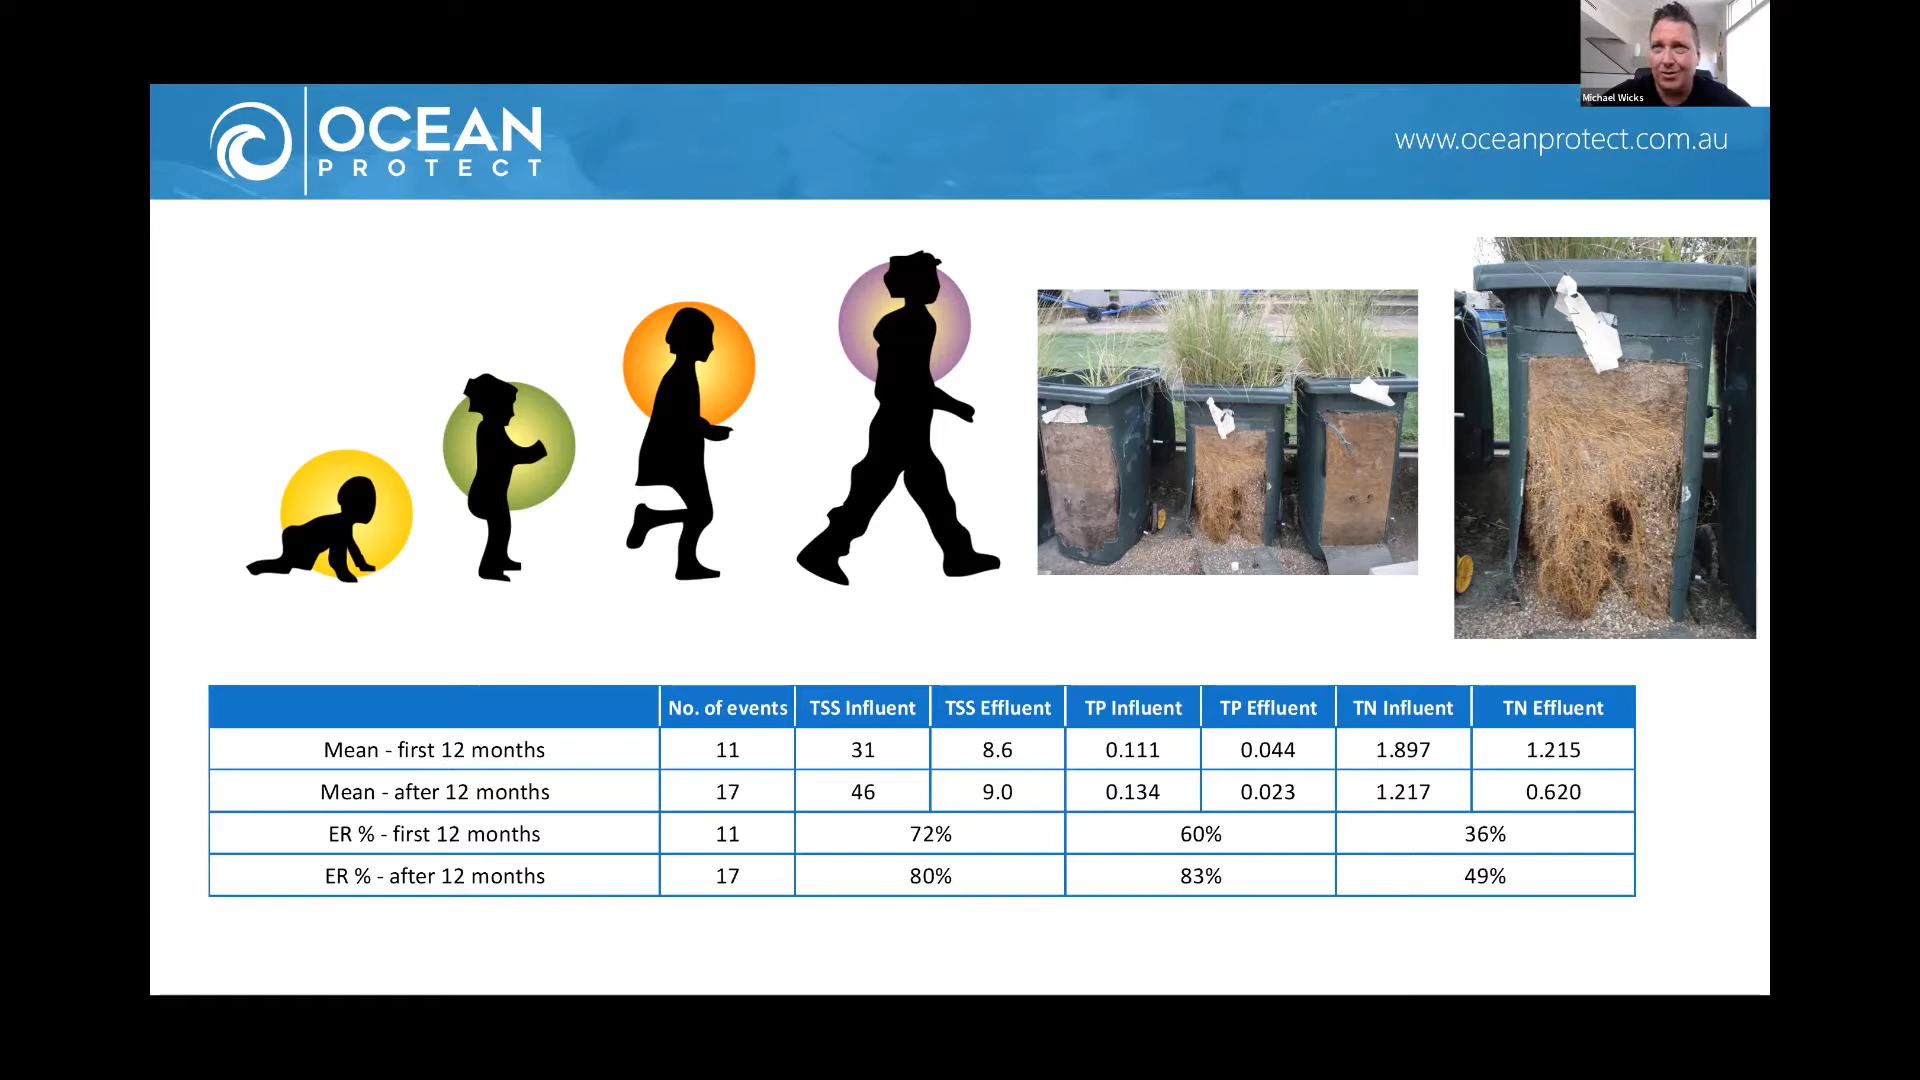 Michael Wicks
OCEAN
PROTECT
www.oceanprotect.com.au
No. of events TSS Influent TSS Effluent TP Influent TP Effluent TN Influent TN Effluent
Mean - first 12 months 11 31 8.6 0.111 0.044 1.897 1.215
Mean - after 12 months 17 46 9.0 0.134 0.023 1.217 0.620
ER % - first 12 months 11 72% 60% 36%
ER % - after 12 months 17 80% 83% 49%